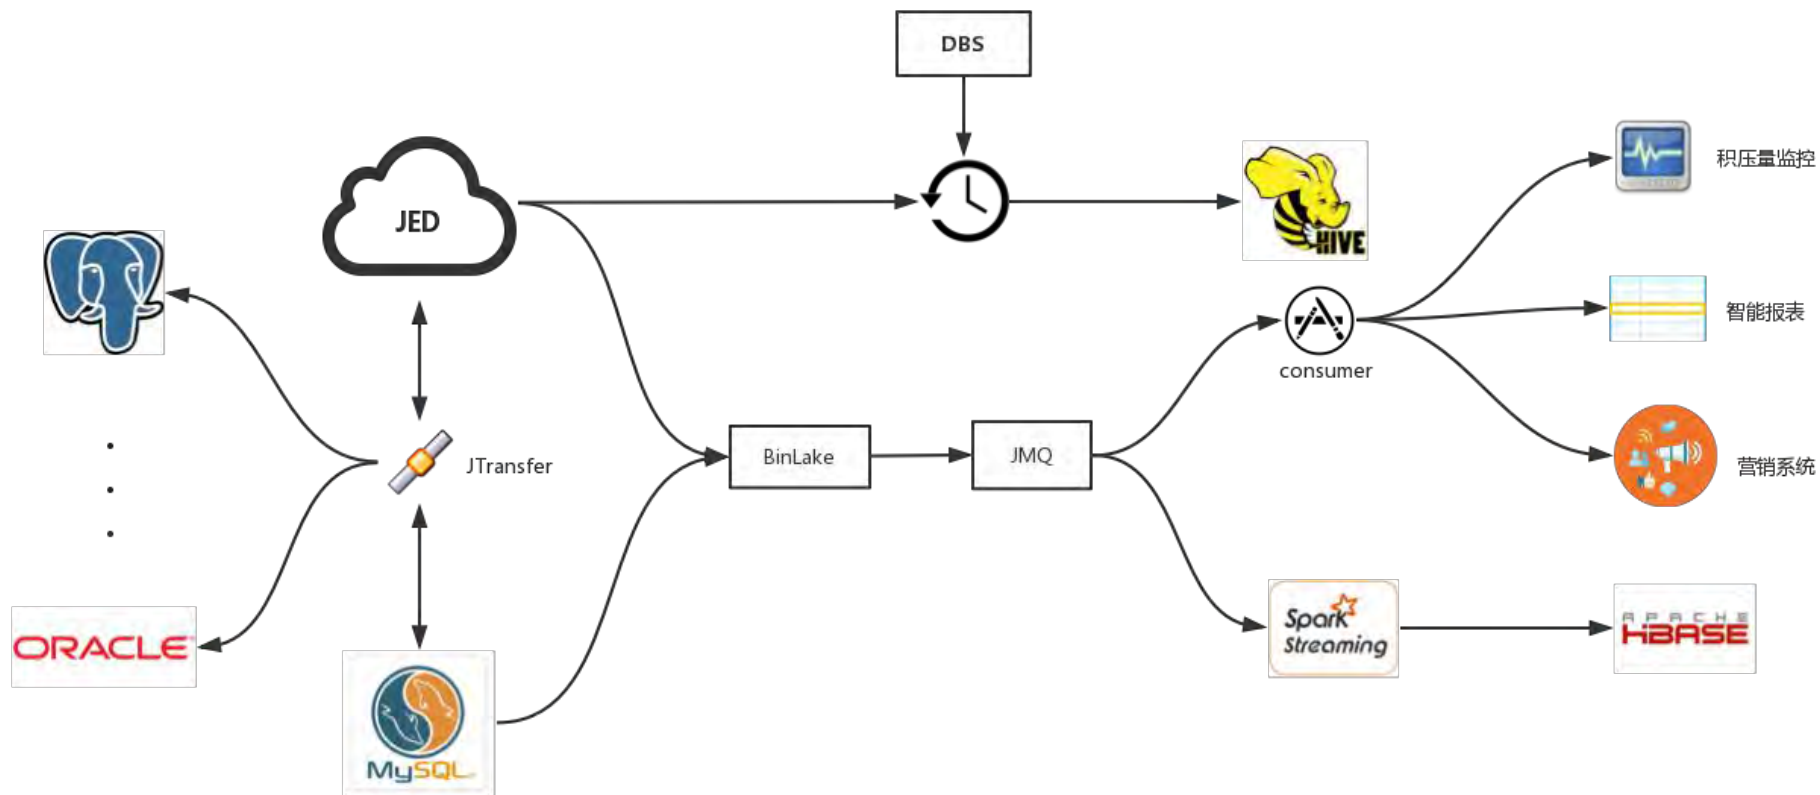 DBS
JED
HIVE
积压量监控
智能报表
consumer
JTransfer
BinLake
JMQ
营销系统
ORACLE
Spark
Streaming
APACHE
HBASE
MySQL